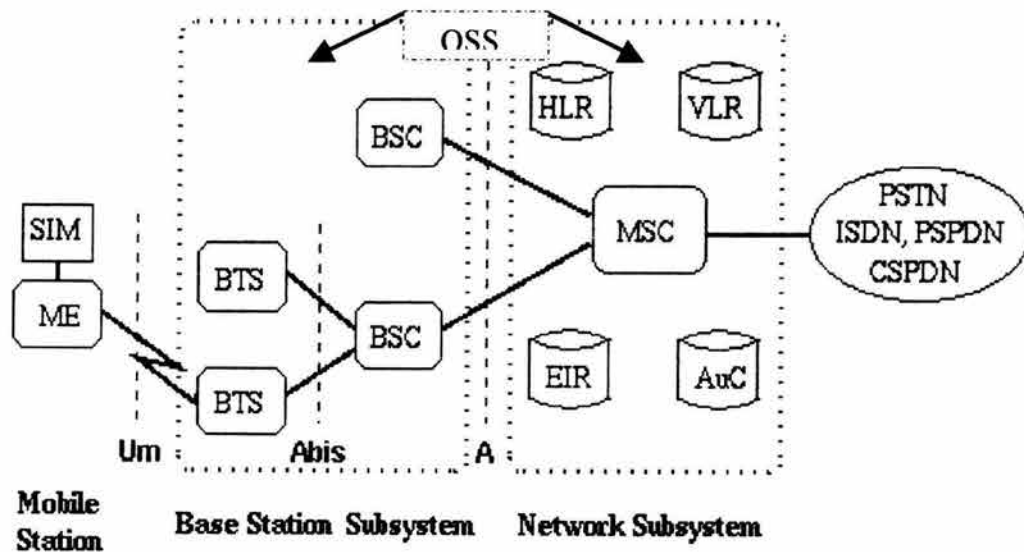 OSS
HLR
VLR
BSC
SIM
ME
BTS
BSC
BTS
MSC
PSTN
ISDN, PSPDN
CSPDN
EIR
AuC
Um
Abis
A
Mobile
Station
Base Station Subsystem
Network Subsystem